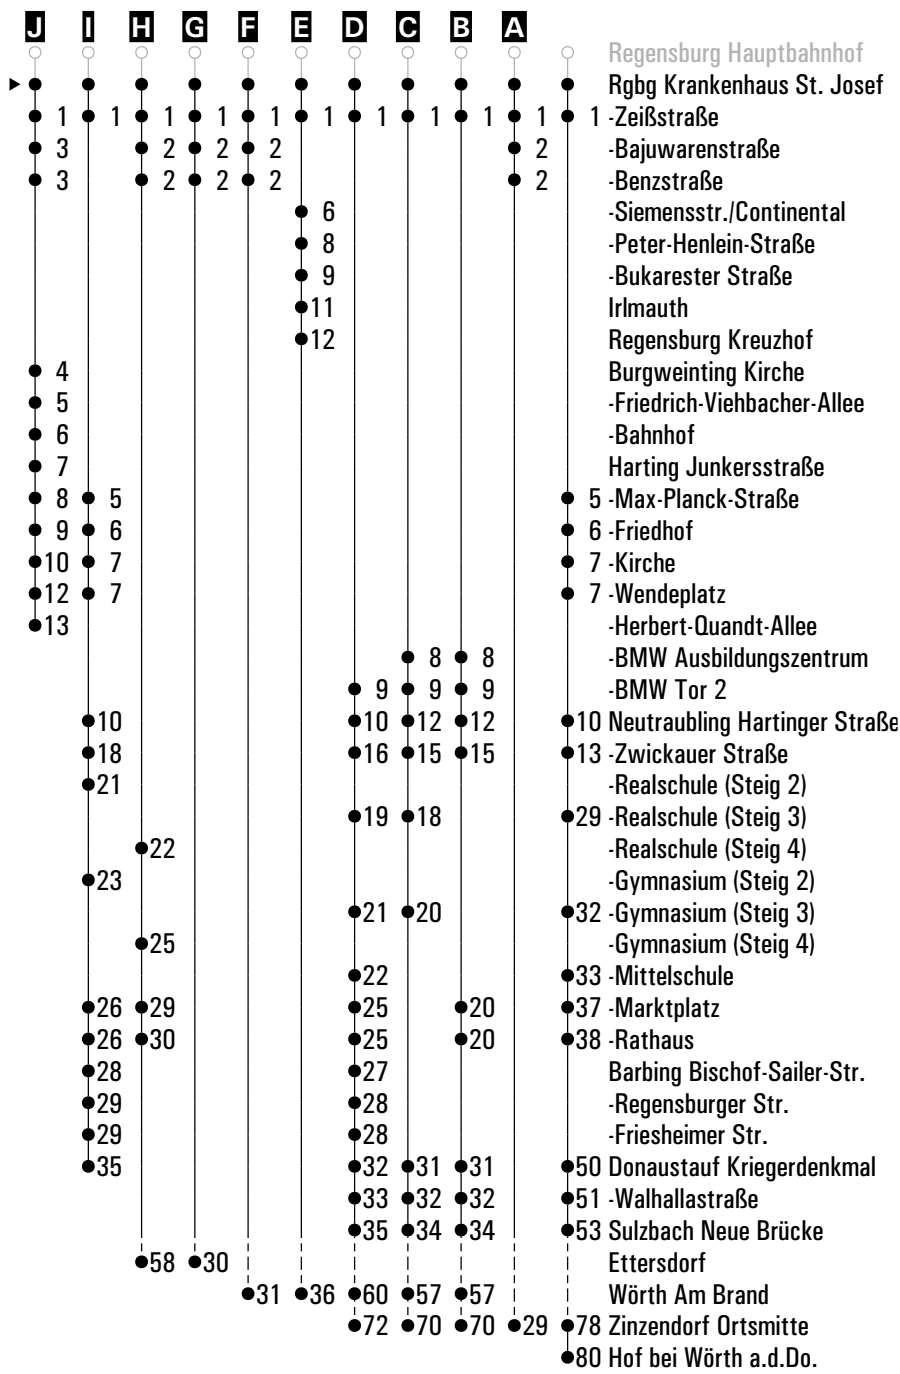 J I H G F E D C B A
Regensburg Hauptbahnhof
Rgbg Krankenhaus St. Josef
1 1 1 1 1 1 1 1 1 1 1 -Zeißstraße
3 2 2 2 2 -Bajuwarenstraße
3 2 2 2 2 -Benzstraße
6 -Siemensstr./Continental
8 -Peter-Henlein-Straße
9 -Bukarester Straße
11 Irlmauth
12 Regensburg Kreuzhof
4 Burgweinting Kirche
5 -Friedrich-Viehbacher-Allee
6 -Bahnhof
7 Harting Junkersstraße
8 5 5 -Max-Planck-Straße
9 6 6 -Friedhof
10 7 7 -Kirche
12 7 7 -Wendeplatz
13 -Herbert-Quandt-Allee
8 8 -BMW Ausbildungszentrum
9 9 9 -BMW Tor 2
10 10 12 12 10 Neutraubling Hartinger Straße
18 16 15 15 13 -Zwickauer Straße
21 -Realschule (Steig 2)
19 18 29 -Realschule (Steig 3)
22 -Realschule (Steig 4)
23 -Gymnasium (Steig 2)
21 20 32 -Gymnasium (Steig 3)
25 -Gymnasium (Steig 4)
22 33 -Mittelschule
26 29 25 20 37 -Marktplatz
26 30 25 20 38 -Rathaus
28 27 Barbing Bischof-Sailer-Str.
29 28 -Regensburger Str.
29 28 -Friesheimer Str.
35 32 31 31 50 Donaustauf Kriegerdenkmal
33 32 32 51 -Walhallastraße
35 34 34 53 Sulzbach Neue Brücke
58 30 Ettersdorf
31 36 60 57 57 Wörth Am Brand
72 70 70 29 78 Zinzendorf Ortsmitte
80 Hof bei Wörth a.d.Do.